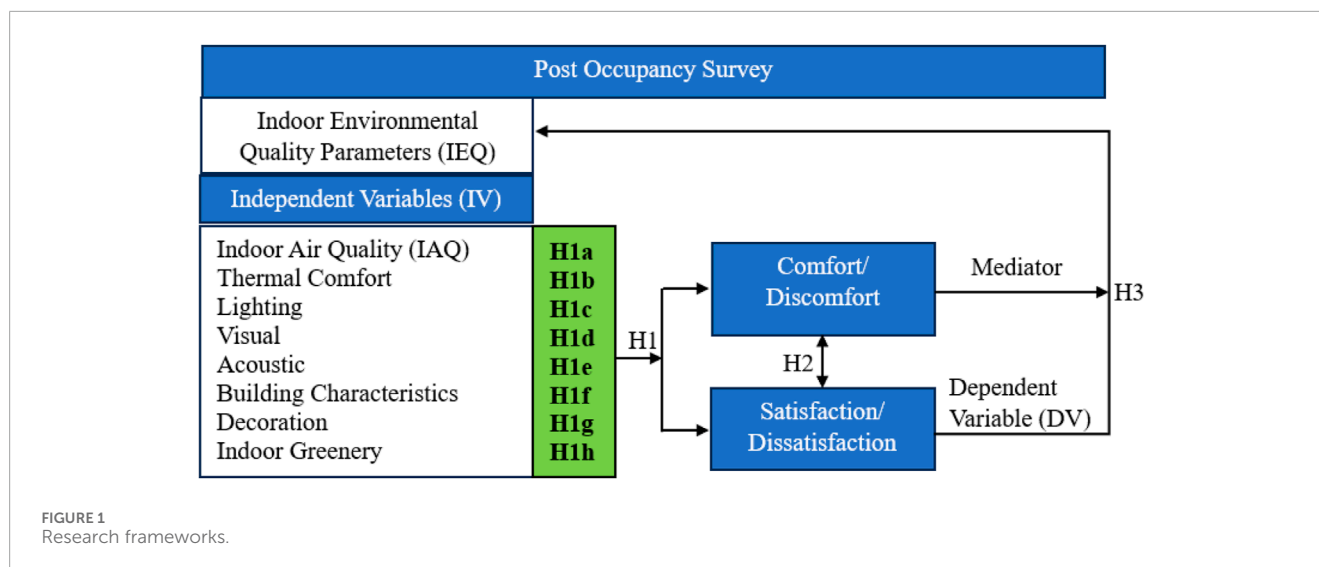 Post Occupancy Survey
Indoor Environmental
Quality Parameters (IEQ)
Independent Variables (IV)
Indoor Air Quality (IAQ) H1a
Thermal Comfort H1b
Lighting H1c
Visual H1d
Acoustic H1e
Building Characteristics H1f
Decoration H1g
Indoor Greenery H1h
H1
Comfort/
Discomfort
Mediator
H3
H2
Satisfaction/
Dissatisfaction
Dependent
Variable (DV)
FIGURE 1
Research frameworks.